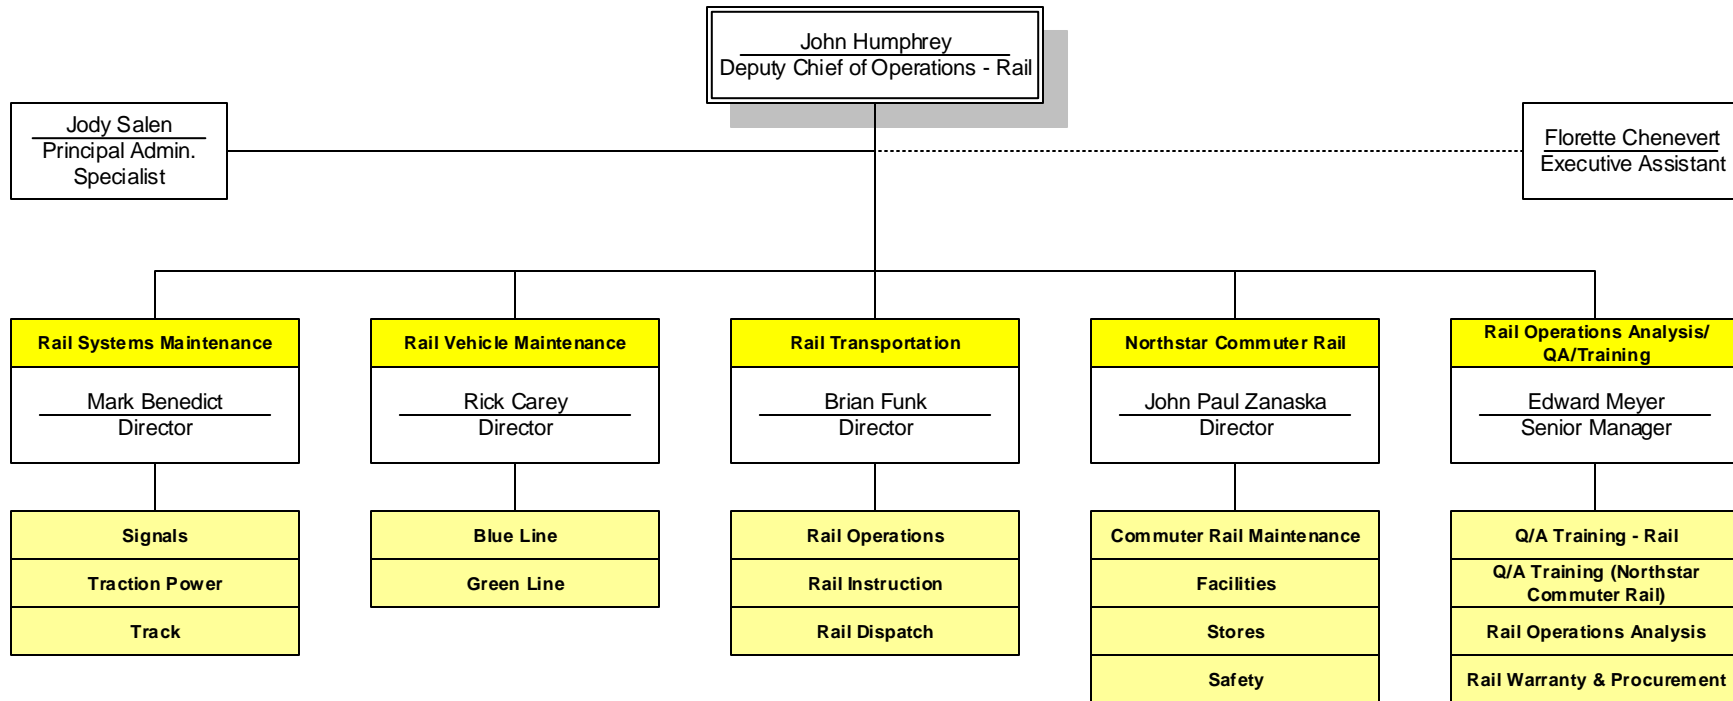 John Humphrey
Deputy Chief of Operations - Rail
Jody Salen
Principal Admin.
Specialist
Florette Chenevert
Executive Assistant
Rail Systems Maintenance
Mark Benedict
Director
Signals
Traction Power
Track
Rail Vehicle Maintenance
Rick Carey
Director
Blue Line
Green Line
Rail Transportation
Brian Funk
Director
Rail Operations
Rail Instruction
Rail Dispatch
Northstar Commuter Rail
John Paul Zanaska
Director
Commuter Rail Maintenance
Facilities
Stores
Safety
Rail Operations Analysis/
QA/Training
Edward Meyer
Senior Manager
Q/A Training - Rail
Q/A Training (Northstar
Commuter Rail)
Rail Operations Analysis
Rail Warranty & Procurement